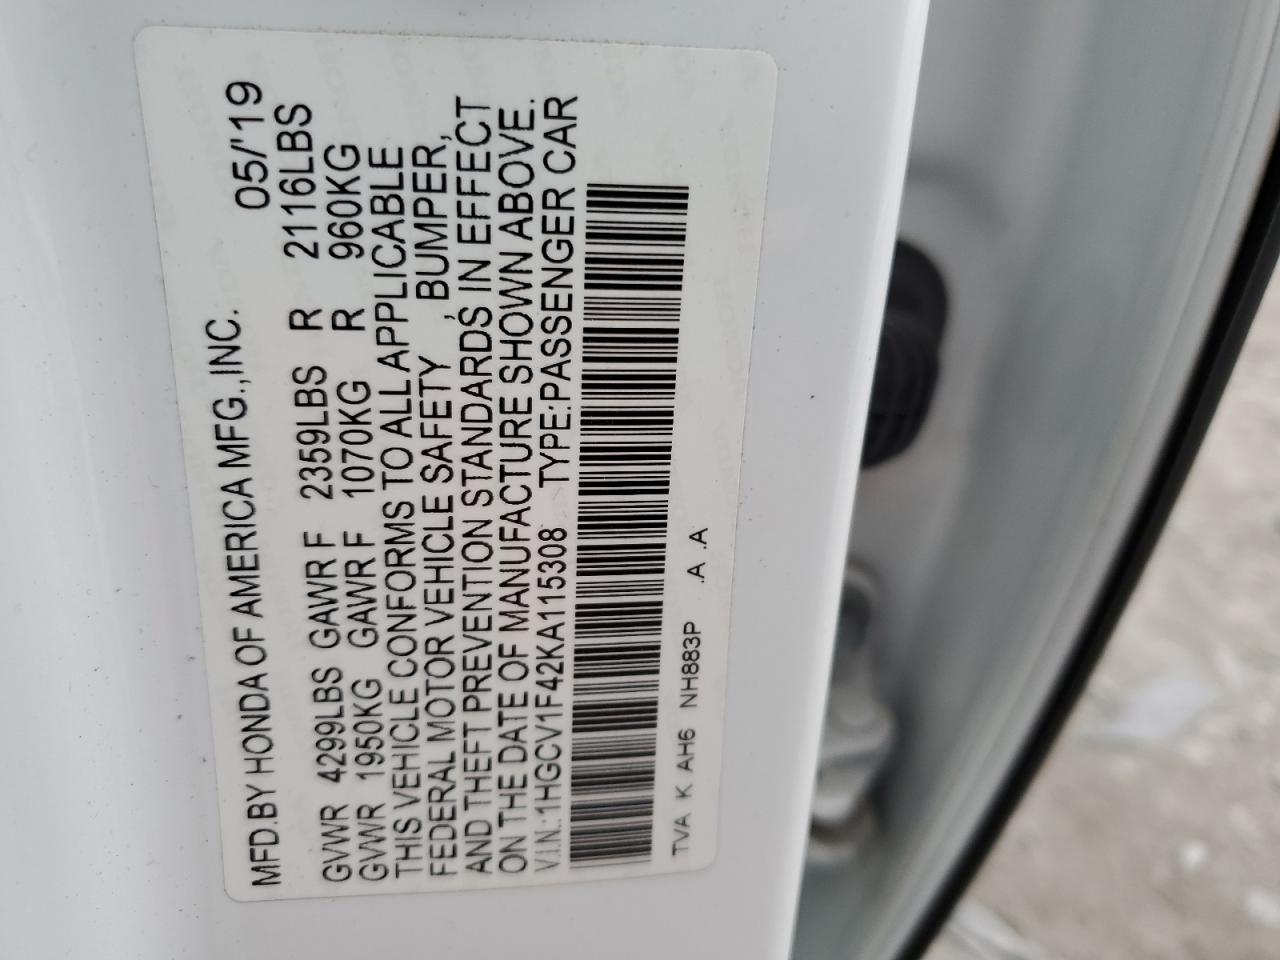 MFD.BY HONDA OF AMERICA MFG.,INC. 05/'19
GVWR 4299LBS GAWR F 2359LBS R 2116LBS
GVWR 1950KG GAWR F 1070KG R 960KG
THIS VEHICLE CONFORMS TO ALL APPLICABLE
FEDERAL MOTOR VEHICLE SAFETY , BUMPER,
AND THEFT PREVENTION STANDARDS IN EFFECT
ON THE DATE OF MANUFACTURE SHOWN ABOVE.
V.I.N.:1HGCV1F42KA115308 TYPE:PASSENGER CAR
TVA K AH6 NH883P .A .A